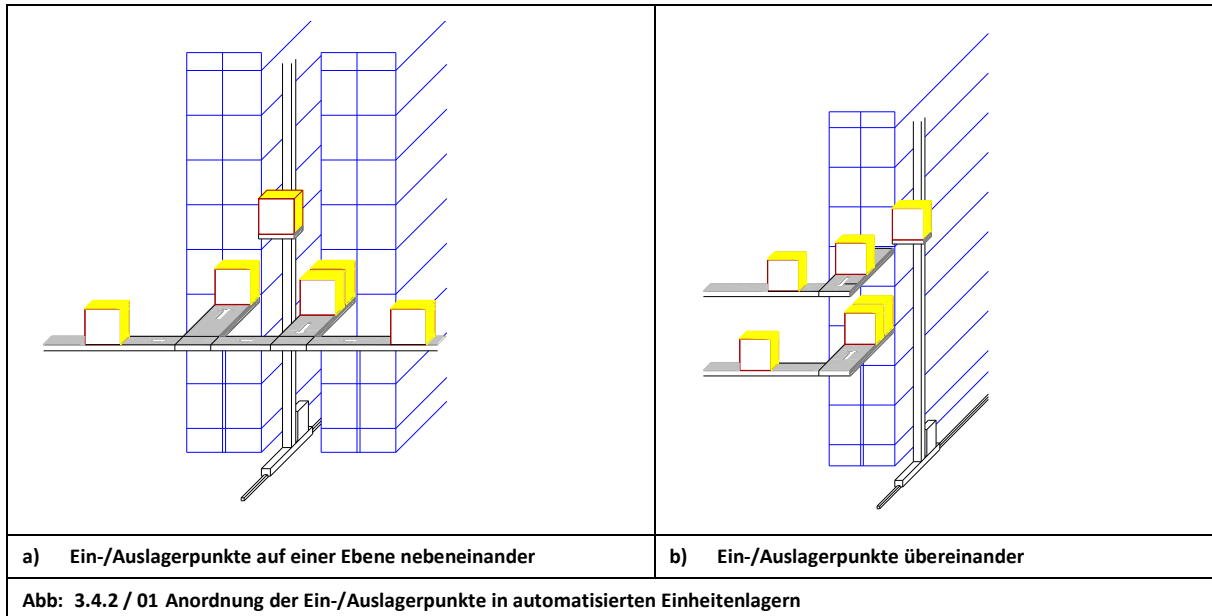 a) Ein-/Auslagerpunkte auf einer Ebene nebeneinander
b) Ein-/Auslagerpunkte übereinander
Abb: 3.4.2 / 01 Anordnung der Ein-/Auslagerpunkte in automatisierten Einheitenlagern